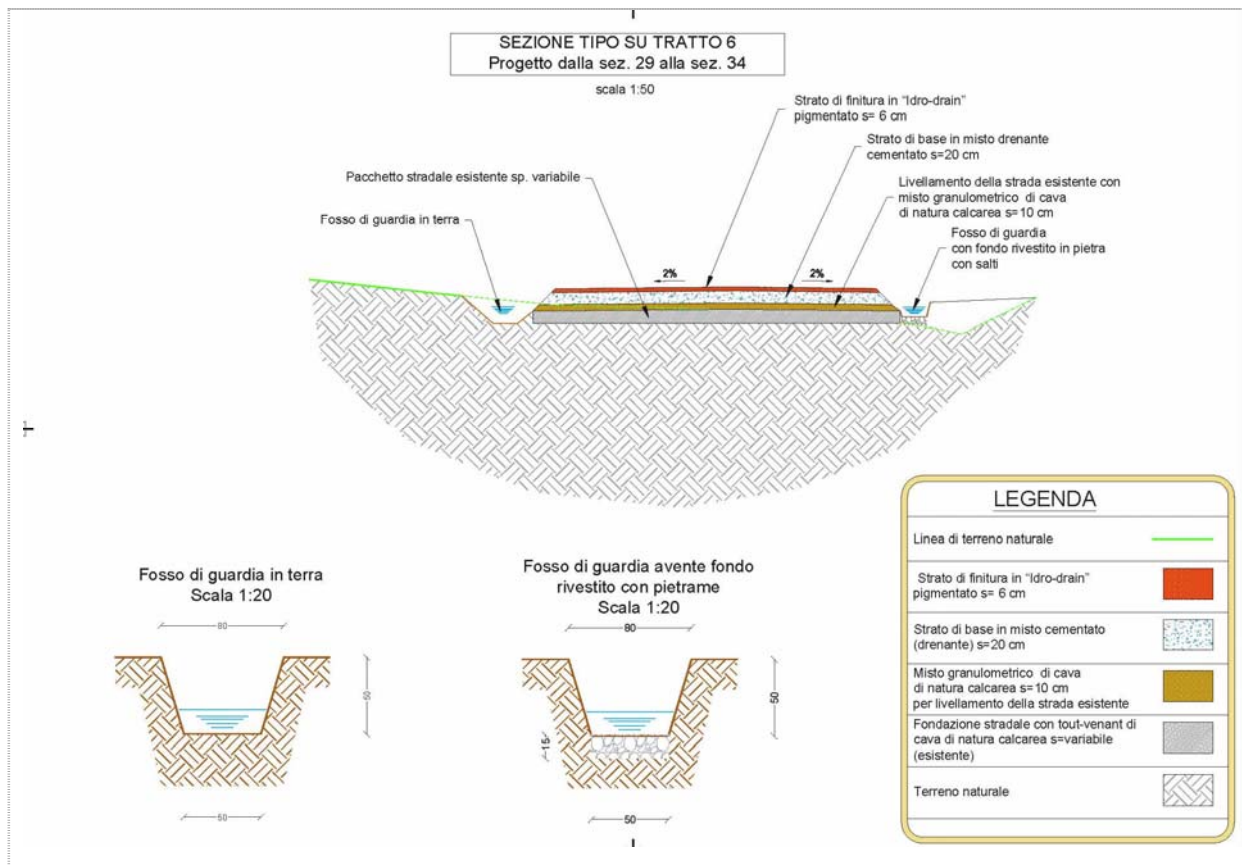 SEZIONE TIPO SU TRATTO 6
Progetto dalla sez. 29 alla sez. 34
scala 1:50
Strato di finitura in "Idro-drain"
pigmentato s= 6 cm
Strato di base in misto drenante
cementato s=20 cm
Pacchetto stradale esistente sp. variabile
Livellamento della strada esistente con
misto granulometrico di cava
di natura calcarea s=10 cm
Fosso di guardia in terra
Fosso di guardia
con fondo rivestito in pietra
con salti
2%
2%
Fosso di guardia in terra
Scala 1:20
80
50
50
Fosso di guardia avente fondo
rivestito con pietrame
Scala 1:20
80
50
15
50
LEGENDA
Linea di terreno naturale
Strato di finitura in "Idro-drain"
pigmentato s= 6 cm
Strato di base in misto cementato
(drenante) s=20 cm
Misto granulometrico di cava
di natura calcarea s=10 cm
per livellamento della strada esistente
Fondazione stradale con tout-venant di
cava di natura calcarea s=variabile
(esistente)
Terreno naturale